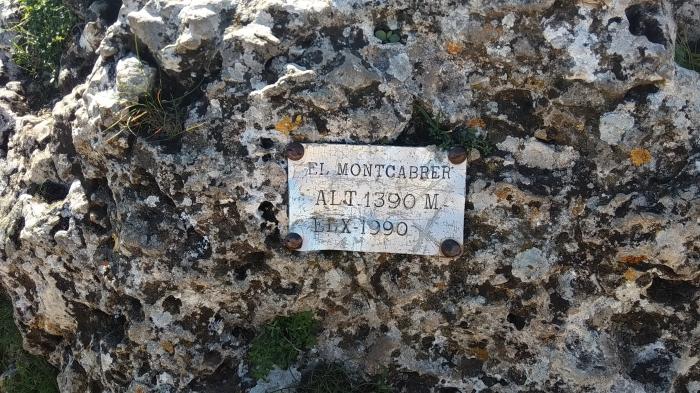 EL MONTCABRER
ALT.1390 M.
ELX-1990